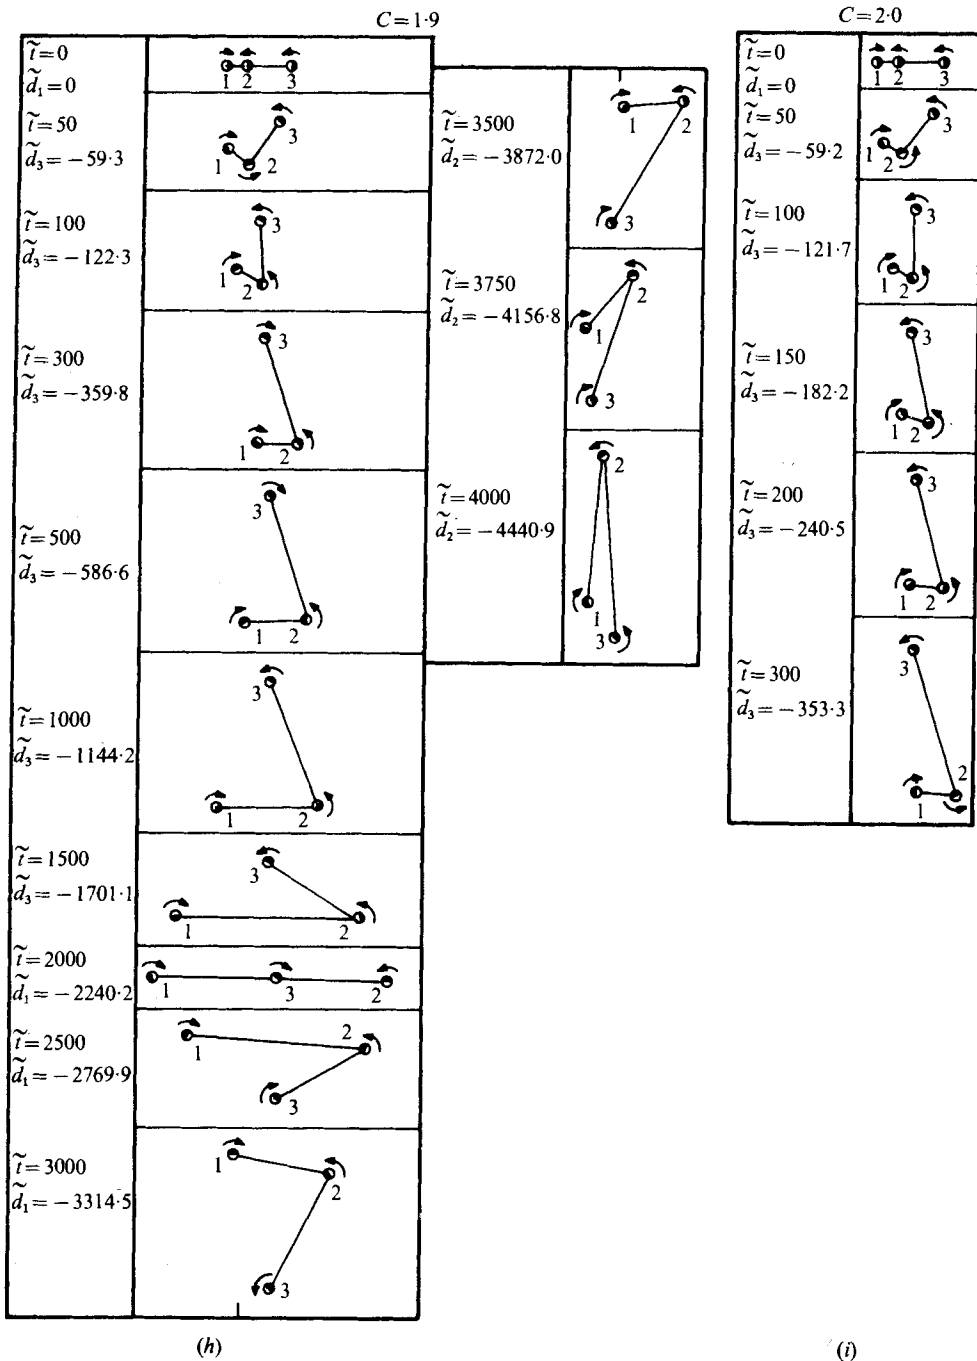 C=1·9
t̃=0
d̃₁=0
1 2 3
t̃=50
d̃₃=−59·3
3
1 2
t̃=100
d̃₃=−122·3
3
1 2
t̃=300
d̃₃=−359·8
3
1 2
t̃=500
d̃₃=−586·6
3
1 2
t̃=1000
d̃₃=−1144·2
3
1 2
t̃=1500
d̃₃=−1701·1
3
1 2
t̃=2000
d̃₁=−2240·2
1 3 2
t̃=2500
d̃₁=−2769·9
2
1
3
t̃=3000
d̃₁=−3314·5
1
2
3
(h)
t̃=3500
d̃₂=−3872·0
1 2
3
t̃=3750
d̃₂=−4156·8
2
1
3
t̃=4000
d̃₂=−4440·9
2
1
3
C=2·0
t̃=0
d̃₁=0
1 2 3
t̃=50
d̃₃=−59·2
3
1 2
t̃=100
d̃₃=−121·7
3
1 2
t̃=150
d̃₃=−182·2
3
1 2
t̃=200
d̃₃=−240·5
3
1 2
t̃=300
d̃₃=−353·3
3
2
1
(i)